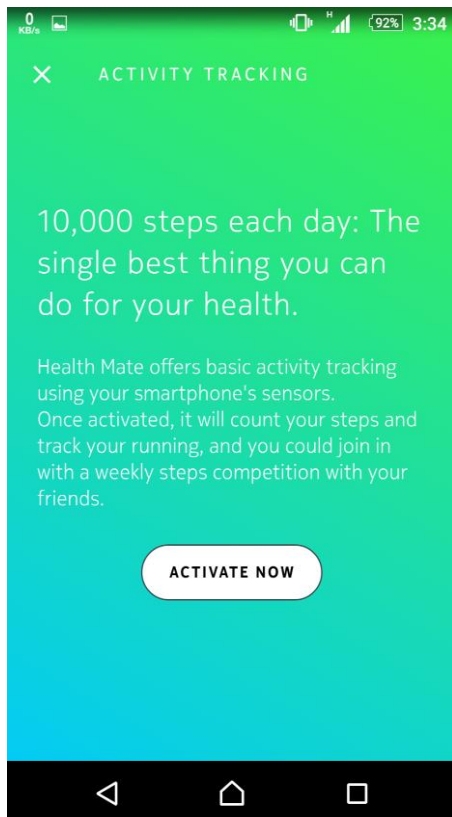 0
KB/s
H
92%
3:34
ACTIVITY TRACKING
10,000 steps each day: The
single best thing you can
do for your health.
Health Mate offers basic activity tracking
using your smartphone's sensors.
Once activated, it will count your steps and
track your running, and you could join in
with a weekly steps competition with your
friends.
ACTIVATE NOW